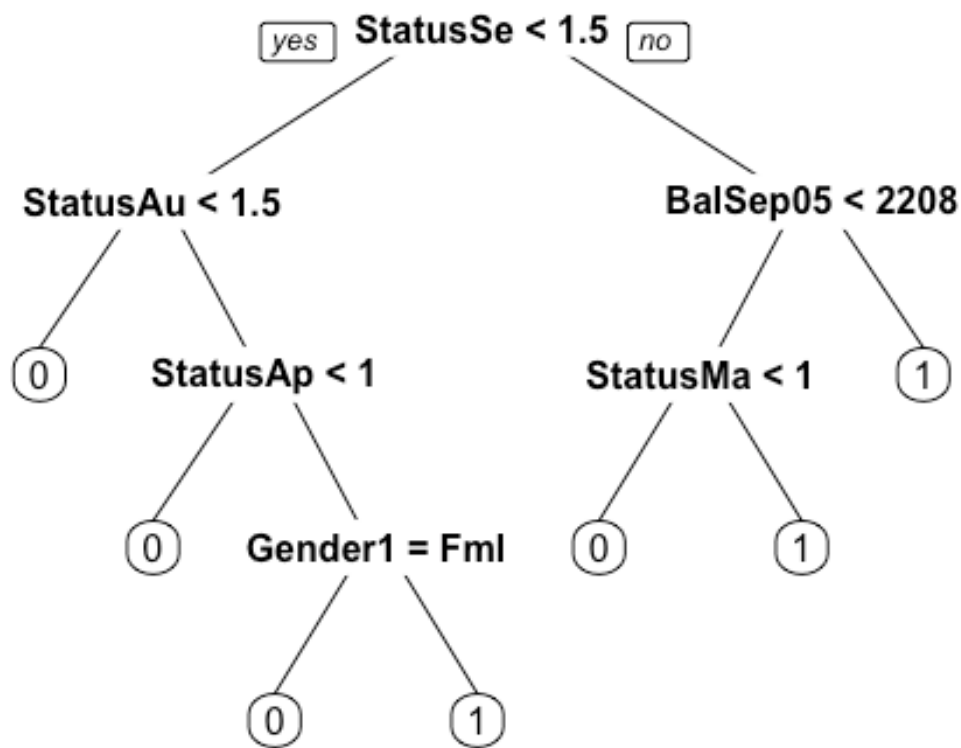 yes StatusSe < 1.5 no
StatusAu < 1.5 BalSep05 < 2208
0 StatusAp < 1 StatusMa < 1 1
0 Gender1 = Fml 0 1
0 1